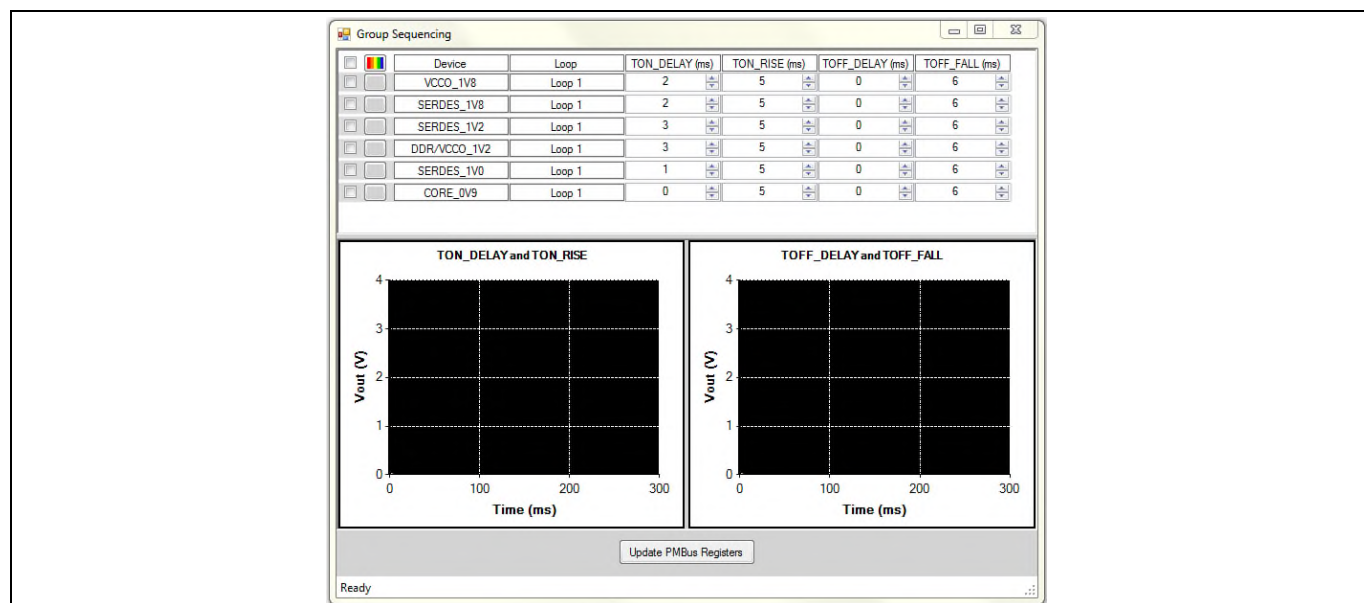 Group Sequencing
Device Loop TON_DELAY (ms) TON_RISE (ms) TOFF_DELAY (ms) TOFF_FALL (ms)
VCCO_1V8 Loop 1 2 5 0 6
SERDES_1V8 Loop 1 2 5 0 6
SERDES_1V2 Loop 1 3 5 0 6
DDR/VCCO_1V2 Loop 1 3 5 0 6
SERDES_1V0 Loop 1 1 5 0 6
CORE_0V9 Loop 1 0 5 0 6
TON_DELAY and TON_RISE
4
3
2
1
0
Vout (V)
0 100 200 300
Time (ms)
TOFF_DELAY and TOFF_FALL
4
3
2
1
0
Vout (V)
0 100 200 300
Time (ms)
Update PMBus Registers
Ready